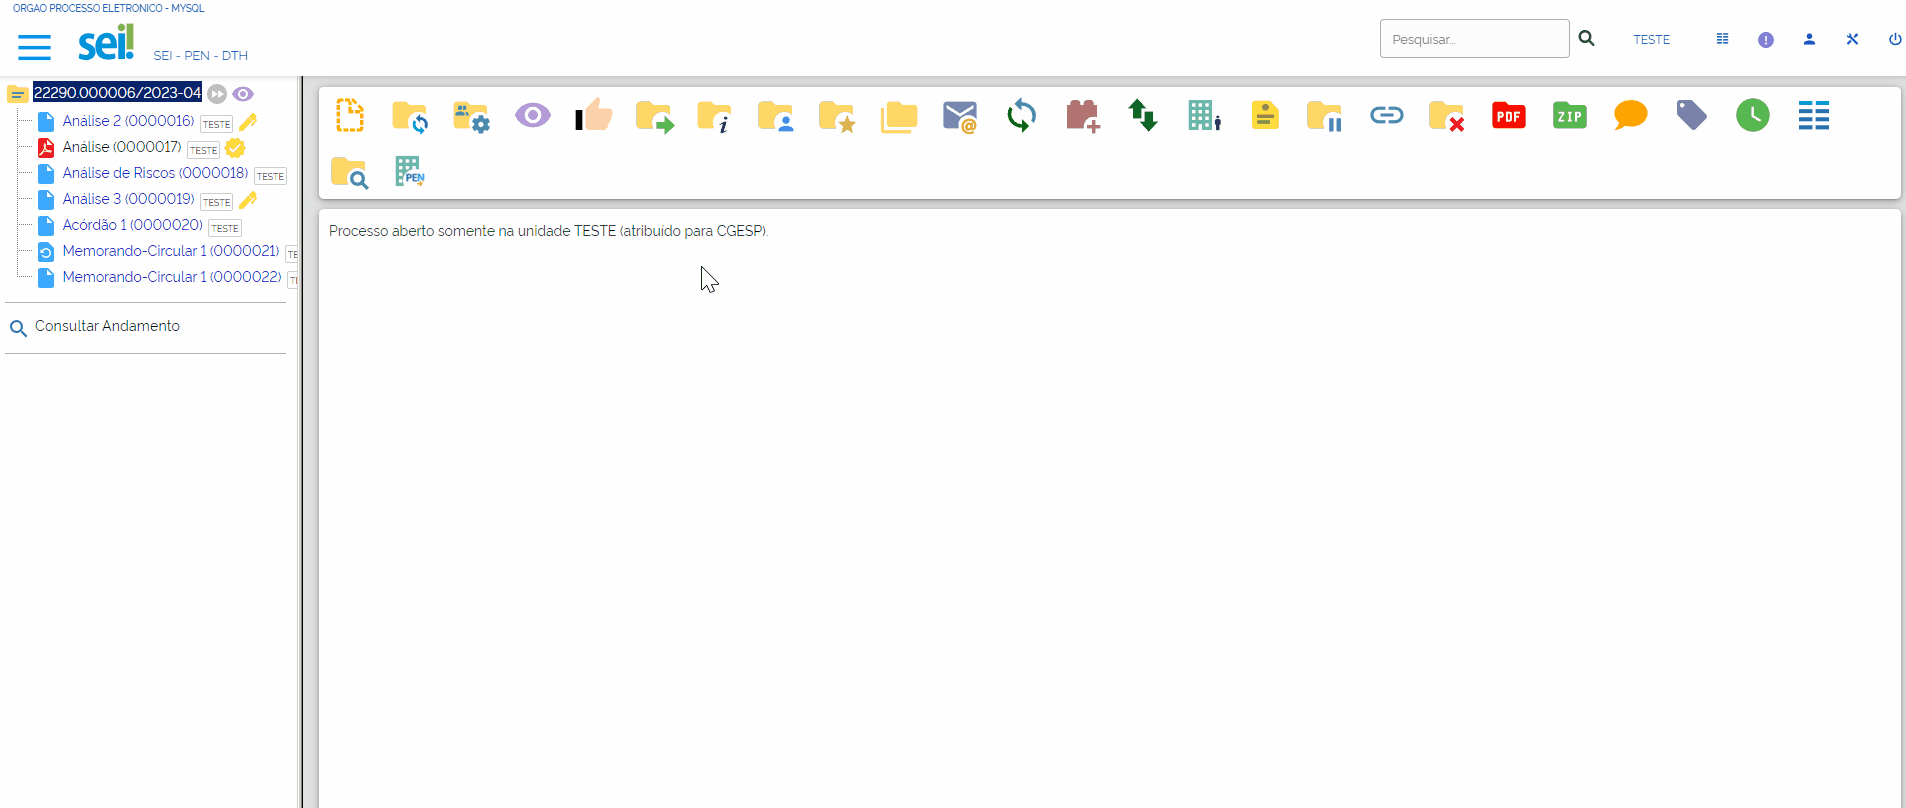 ORGAO PROCESSO ELETRONICO - MYSQL
sei!
SEI - PEN - DTH
Pesquisar...
TESTE
22290.000006/2023-04
Análise 2 (0000016) TESTE
Análise (0000017) TESTE
Análise de Riscos (0000018) TESTE
Análise 3 (0000019) TESTE
Acórdão 1 (0000020) TESTE
Memorando-Circular 1 (0000021) TE
Memorando-Circular 1 (0000022)
Consultar Andamento
i
@
PDF
ZIP
PEN
Processo aberto somente na unidade TESTE (atribuído para CGESP).